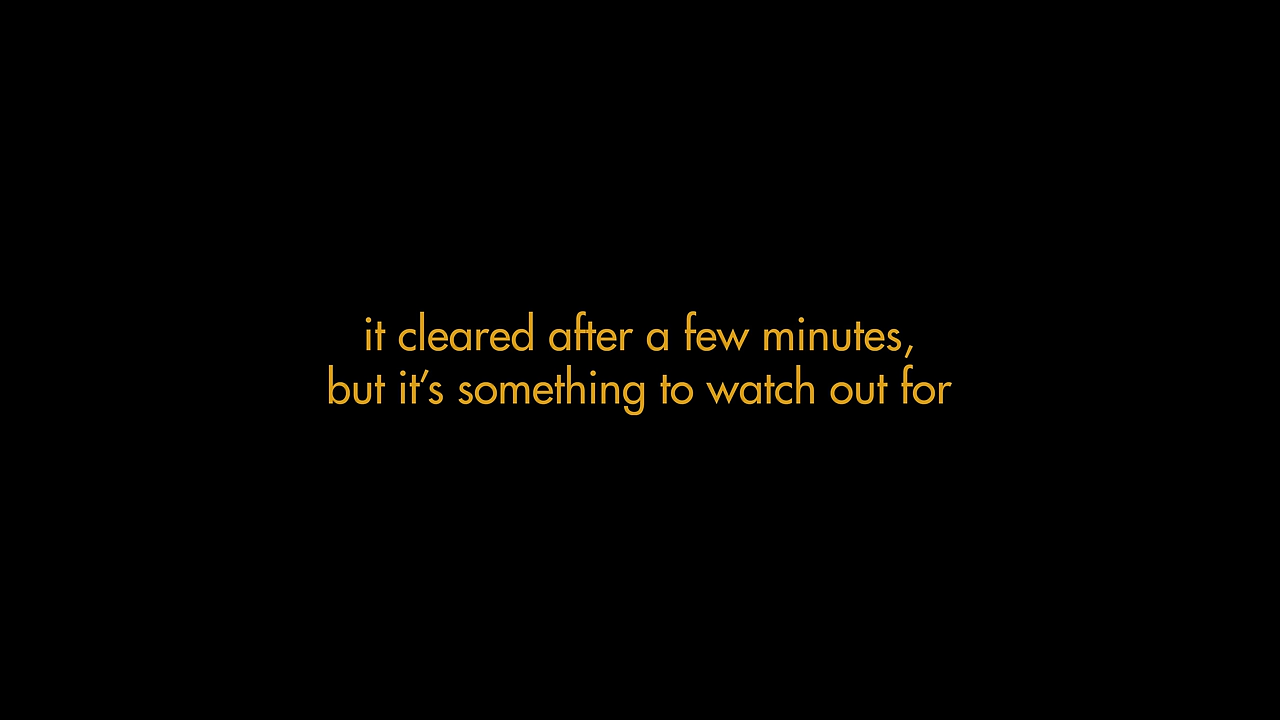 it cleared after a few minutes,
but it’s something to watch out for